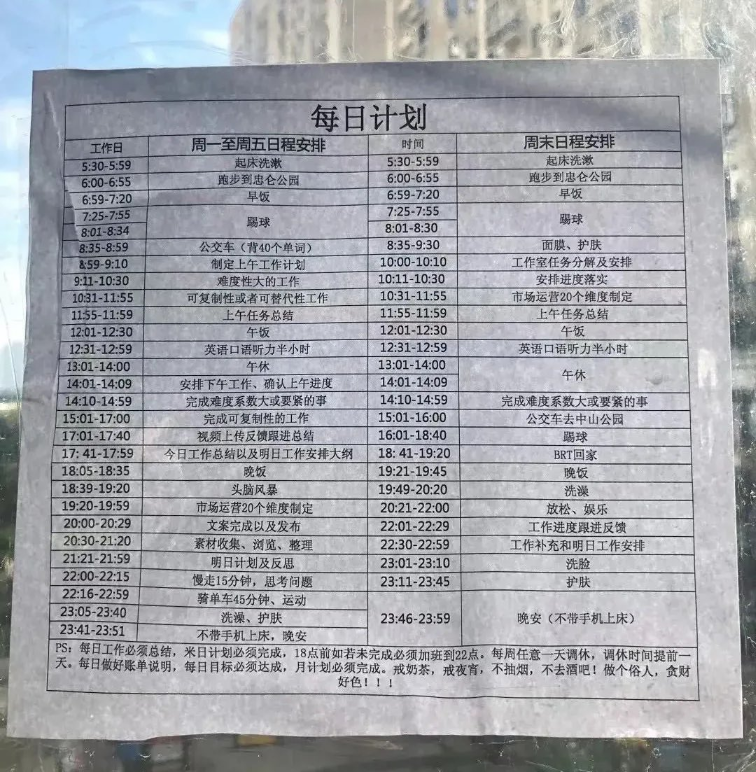 每日计划
工作日 周一至周五日程安排 时间 周末日程安排
5:30-5:59 起床洗漱 5:30-5:59 起床洗漱
6:00-6:55 跑步到忠仑公园 6:00-6:55 跑步到忠仑公园
6:59-7:20 早饭 6:59-7:20 早饭
7:25-7:55 踢球 7:25-7:55 踢球
8:01-8:34 8:01-8:30
8:35-8:59 公交车（背40个单词） 8:35-9:30 面膜、护肤
8:59-9:10 制定上午工作计划 10:00-10:10 工作室任务分解及安排
9:11-10:30 难度性大的工作 10:11-10:30 安排进度落实
10:31-11:55 可复制性或者可替代性工作 10:31-11:55 市场运营20个维度制定
11:55-11:59 上午任务总结 11:55-11:59 上午任务总结
12:01-12:30 午饭 12:01-12:30 午饭
12:31-12:59 英语口语听力半小时 12:31-12:59 英语口语听力半小时
13:01-14:00 午休 13:01-14:00 午休
14:01-14:09 安排下午工作、确认上午进度 14:01-14:09
14:10-14:59 完成难度系数大或要紧的事 14:10-14:59 完成难度系数大或要紧的事
15:01-17:00 完成可复制性的工作 15:01-16:00 公交车去中山公园
17:01-17:40 视频上传反馈跟进总结 16:01-18:40 踢球
17: 41-17:59 今日工作总结以及明日工作安排大纲 18: 41-19:20 BRT回家
18:05-18:35 晚饭 19:21-19:45 晚饭
18:39-19:20 头脑风暴 19:49-20:20 洗澡
19:20-19:59 市场运营20个维度制定 20:21-22:00 放松、娱乐
20:00-20:29 文案完成以及发布 22:01-22:29 工作进度跟进反馈
20:30-21:20 素材收集、浏览、整理 22:30-22:59 工作补充和明日工作安排
21:21-21:59 明日计划及反思 23:01-23:10 洗脸
22:00-22:15 慢走15分钟，思考问题 23:11-23:45 护肤
22:16-22:59 骑单车45分钟、运动 23:46-23:59 晚安（不带手机上床）
23:05-23:40 洗澡、护肤
23:41-23:51 不带手机上床，晚安
PS：每日工作必须总结，米日计划必须完成，18点前如若未完成必须加班到22点。每周任意一天调休，调休时间提前一
天。每日做好账单说明，每日目标必须达成，月计划必须完成。戒奶茶，戒夜宵，不抽烟，不去酒吧！做个俗人，贪财
好色！！！